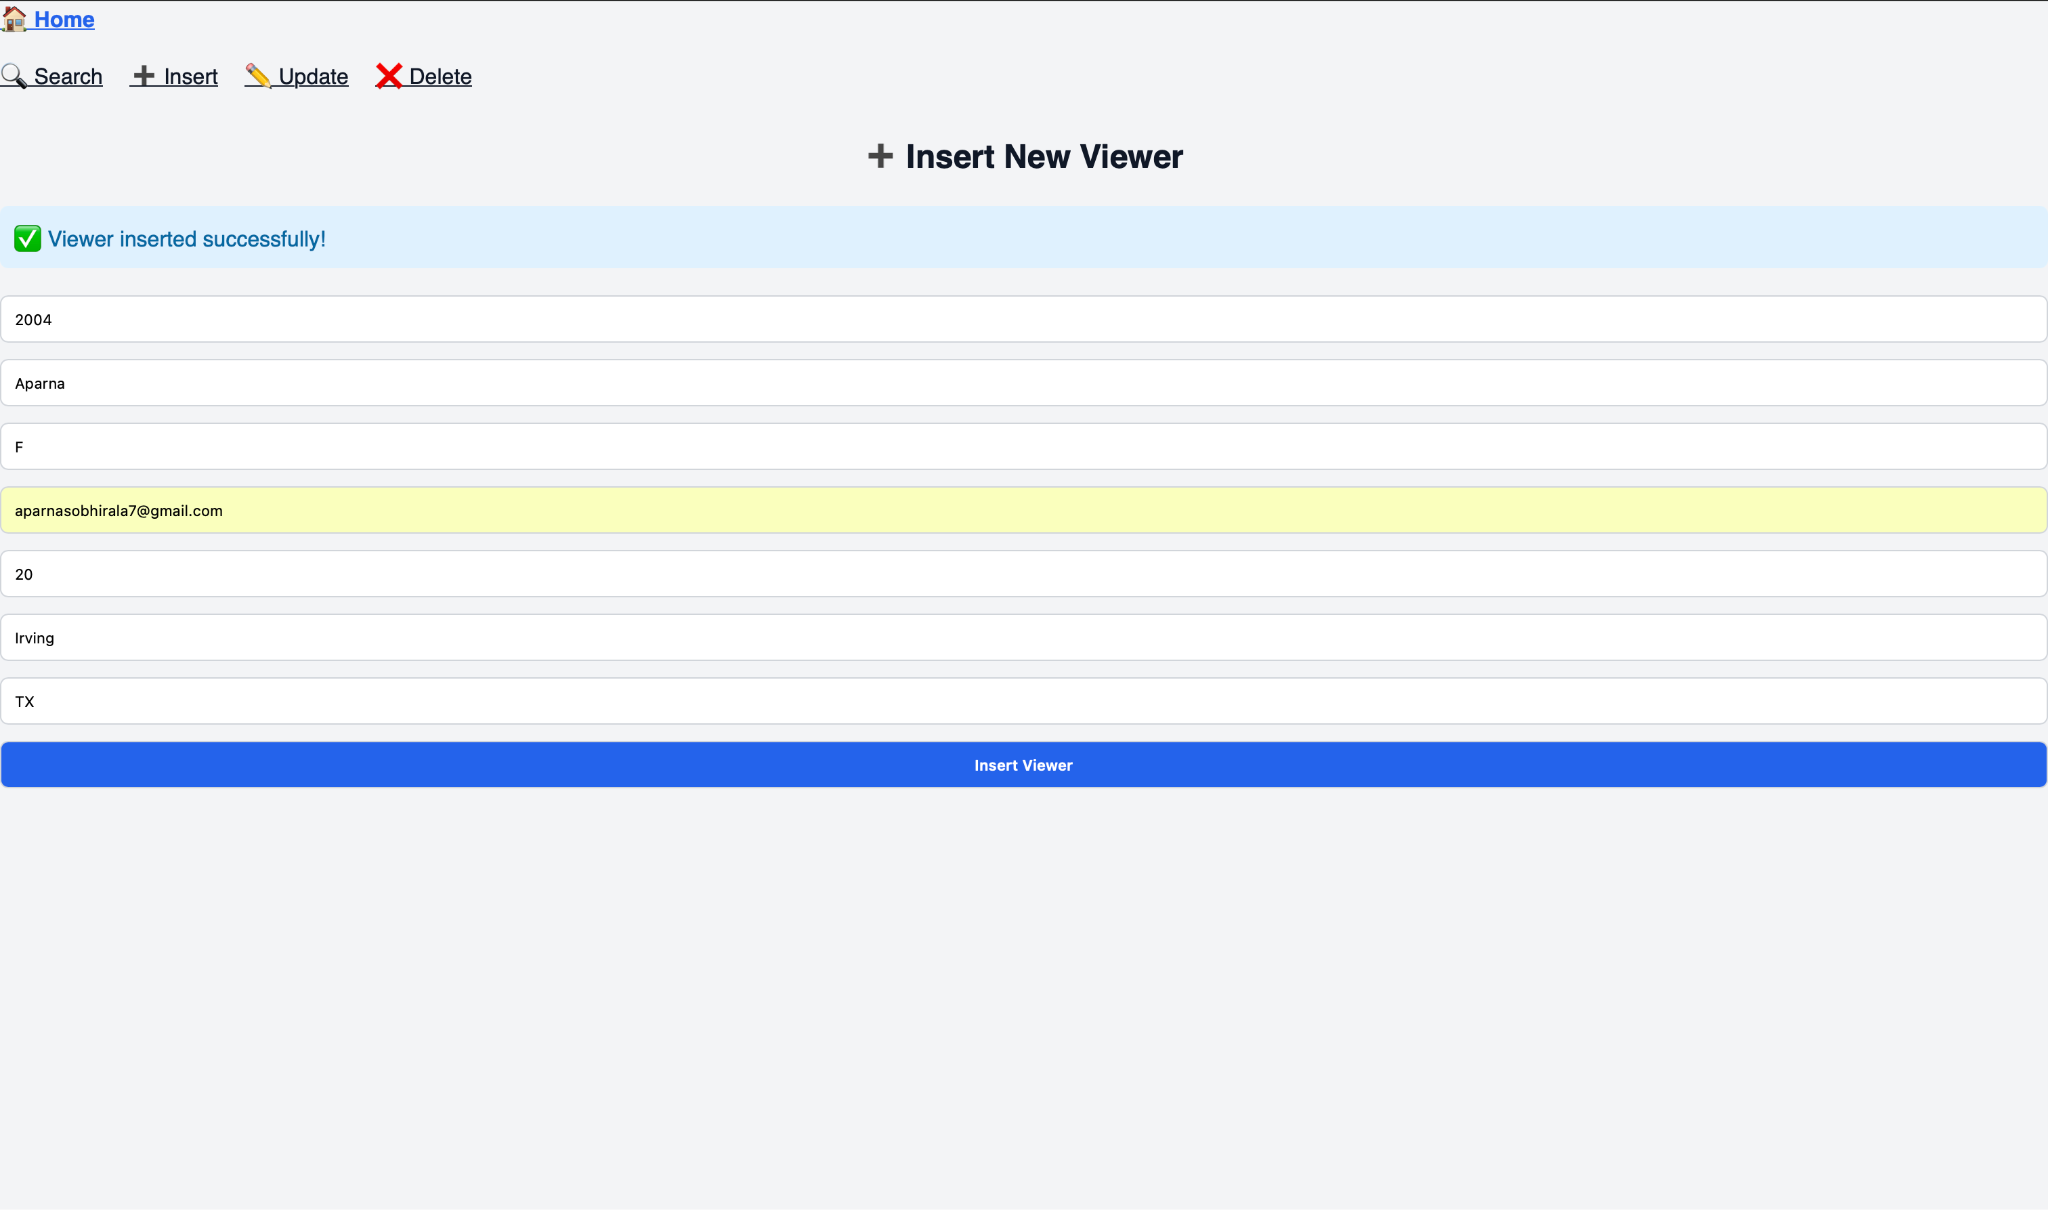 🏠 Home
🔍 Search ➕ Insert ✏️ Update ❌ Delete
➕ Insert New Viewer
✅ Viewer inserted successfully!
2004
Aparna
F
aparnasobhirala7@gmail.com
20
Irving
TX
Insert Viewer